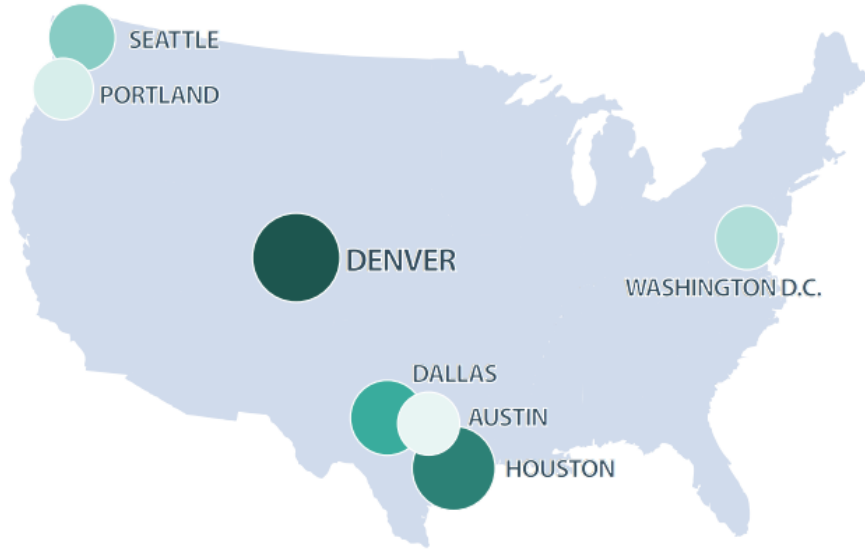 SEATTLE
PORTLAND
DENVER
WASHINGTON D.C.
DALLAS
AUSTIN
HOUSTON